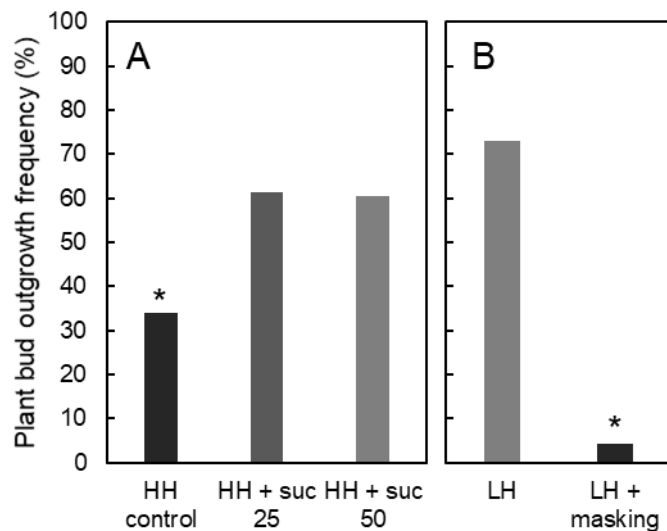 Plant bud outgrowth frequency (%)
100
90
80
70
60
50
40
30
20
10
0
A
*
HH
control
HH + suc
25
HH + suc
50
B
*
LH
LH +
masking